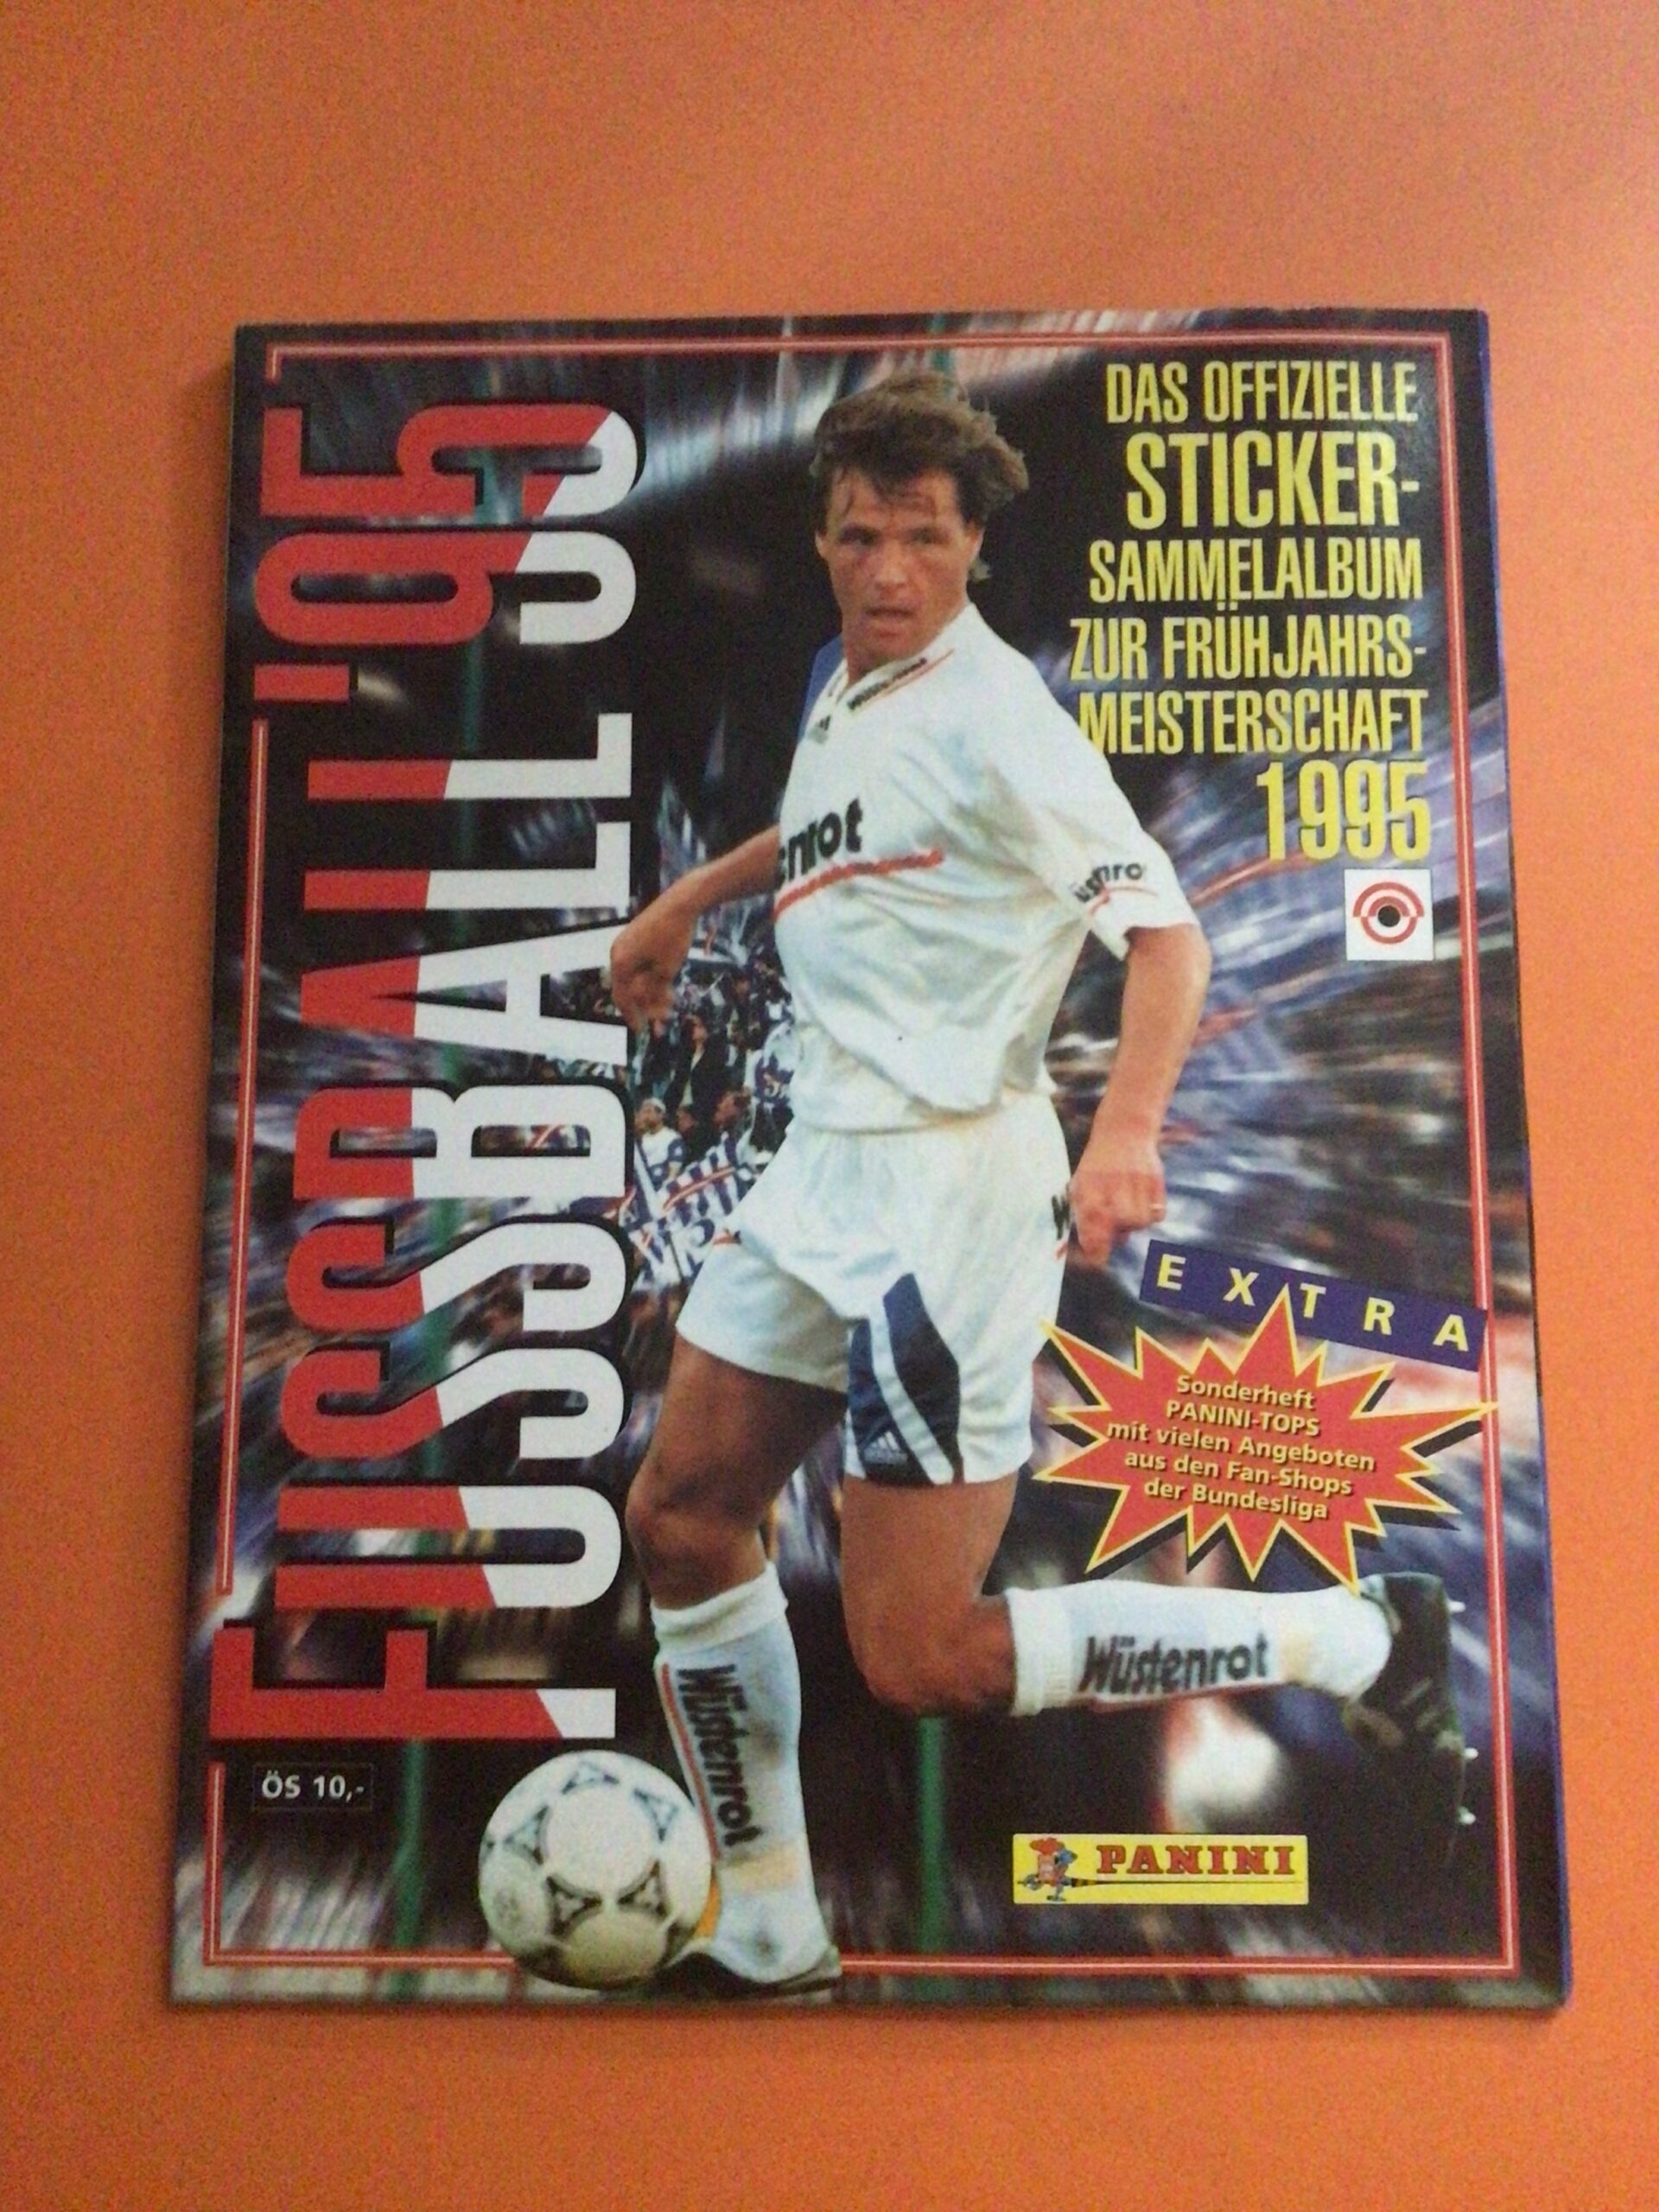 FUSSBALL '95
DAS OFFIZIELLE
STICKER-
SAMMELALBUM
ZUR FRÜHJAHRS-
MEISTERSCHAFT
1995
EXTRA
Sonderheft
PANINI-TOPS
mit vielen Angeboten
aus den Fan-Shops
der Bundesliga
Wüstenrot
Wüstenrot
ÖS 10,-
PANINI